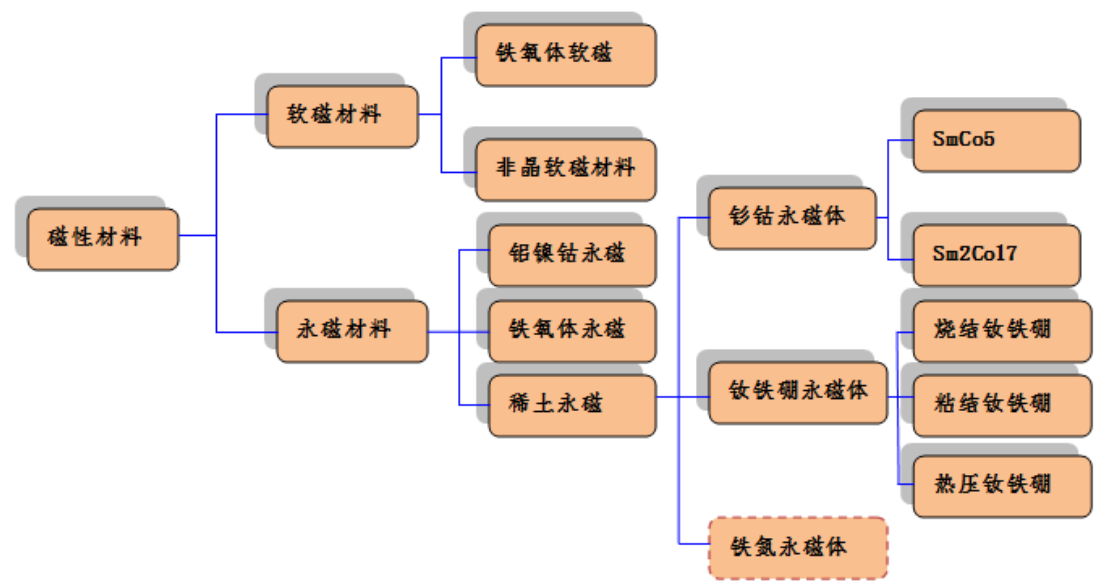 磁性材料
软磁材料
铁氧体软磁
非晶软磁材料
永磁材料
铝镍钴永磁
铁氧体永磁
稀土永磁
钐钴永磁体
SmCo5
Sm2Co17
钕铁硼永磁体
烧结钕铁硼
粘结钕铁硼
热压钕铁硼
铁氮永磁体